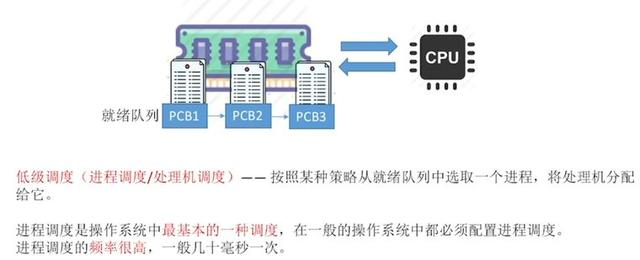 CPU
就绪队列
PCB1
PCB2
PCB3
低级调度（进程调度/处理机调度）—— 按照某种策略从就绪队列中选取一个进程，将处理机分配
给它。
进程调度是操作系统中最基本的一种调度，在一般的操作系统中都必须配置进程调度。
进程调度的频率很高，一般几十毫秒一次。